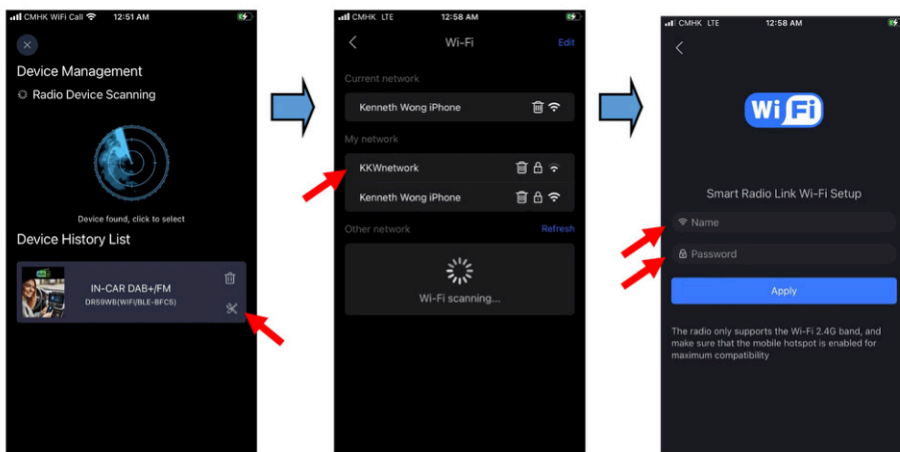 CMHK WiFi Call 12:51 AM
Device Management
Radio Device Scanning
Device found, click to select
Device History List
IN-CAR DAB+/FM
DR59WB(WIFI/BLE-8FC5)
CMHK LTE 12:58 AM
Wi-Fi Edit
Current network
Kenneth Wong iPhone
My network
KKWnetwork
Kenneth Wong iPhone
Other network Refresh
Wi-Fi scanning...
CMHK LTE 12:58 AM
Wi Fi
Smart Radio Link Wi-Fi Setup
Name
Password
Apply
The radio only supports the Wi-Fi 2.4G band, and
make sure that the mobile hotspot is enabled for
maximum compatibility